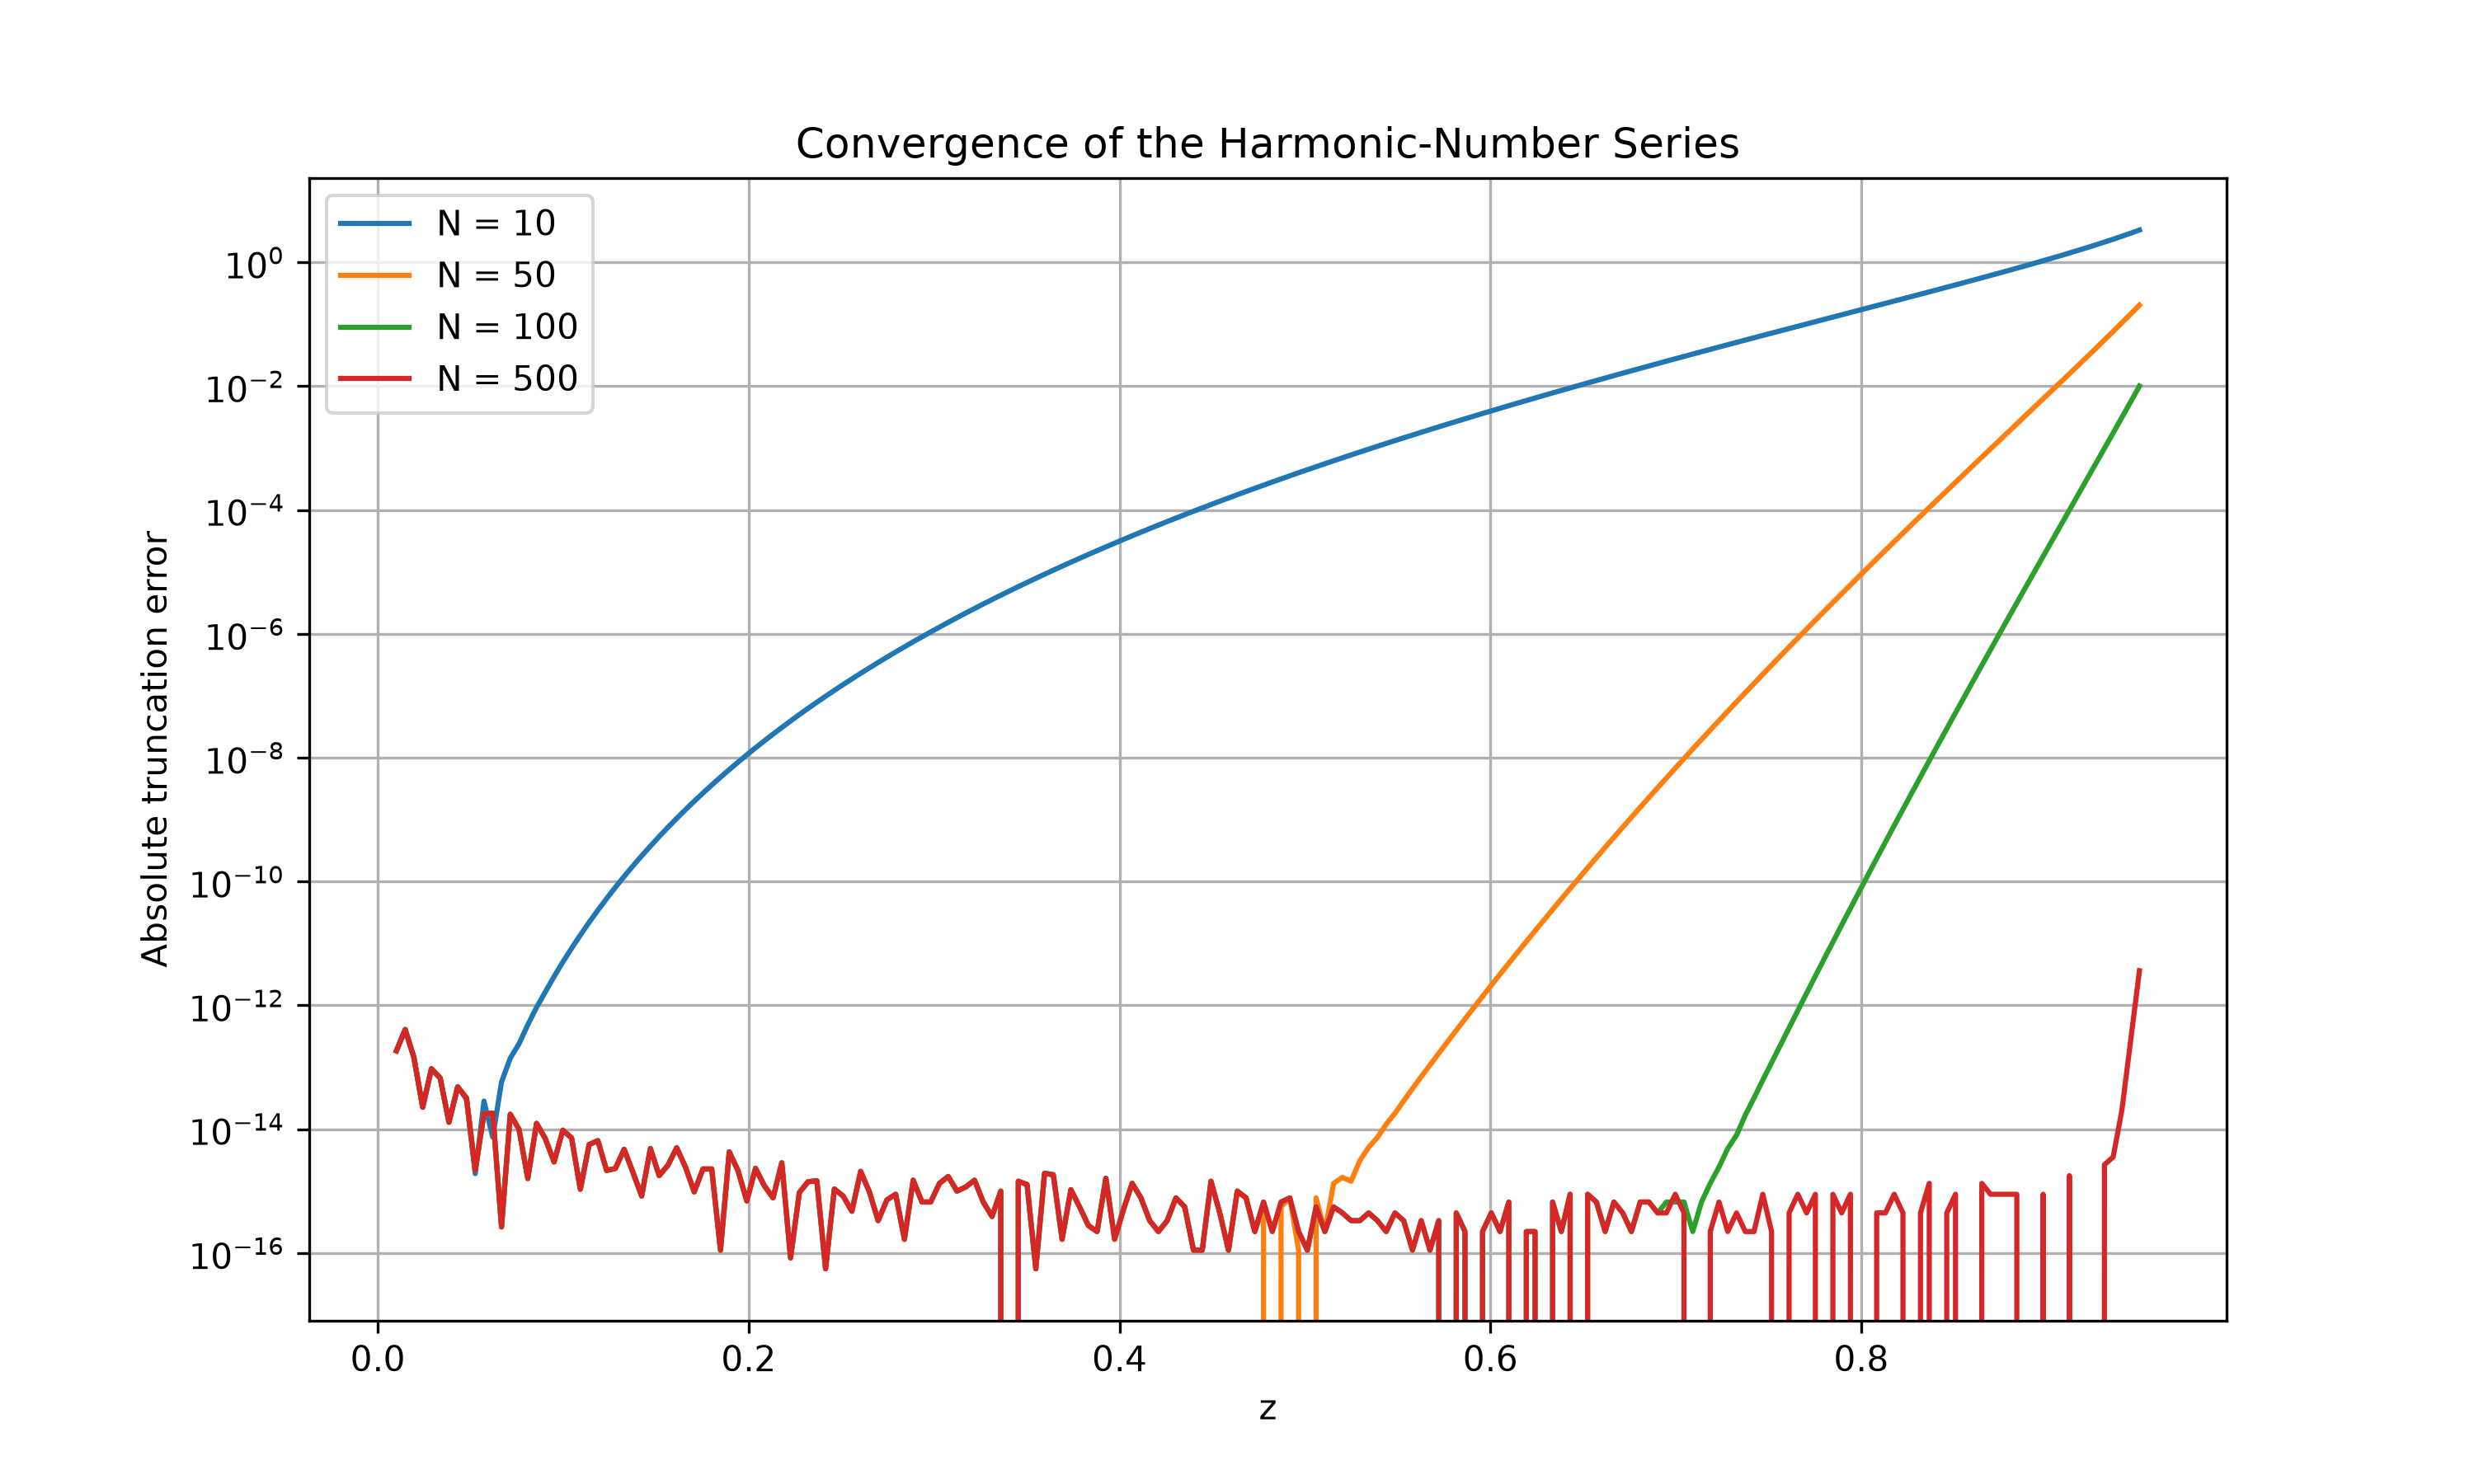 Convergence of the Harmonic-Number Series
N = 10
N = 50
N = 100
N = 500
Absolute truncation error
10⁰
10⁻²
10⁻⁴
10⁻⁶
10⁻⁸
10⁻¹⁰
10⁻¹²
10⁻¹⁴
10⁻¹⁶
0.0 0.2 0.4 0.6 0.8
z